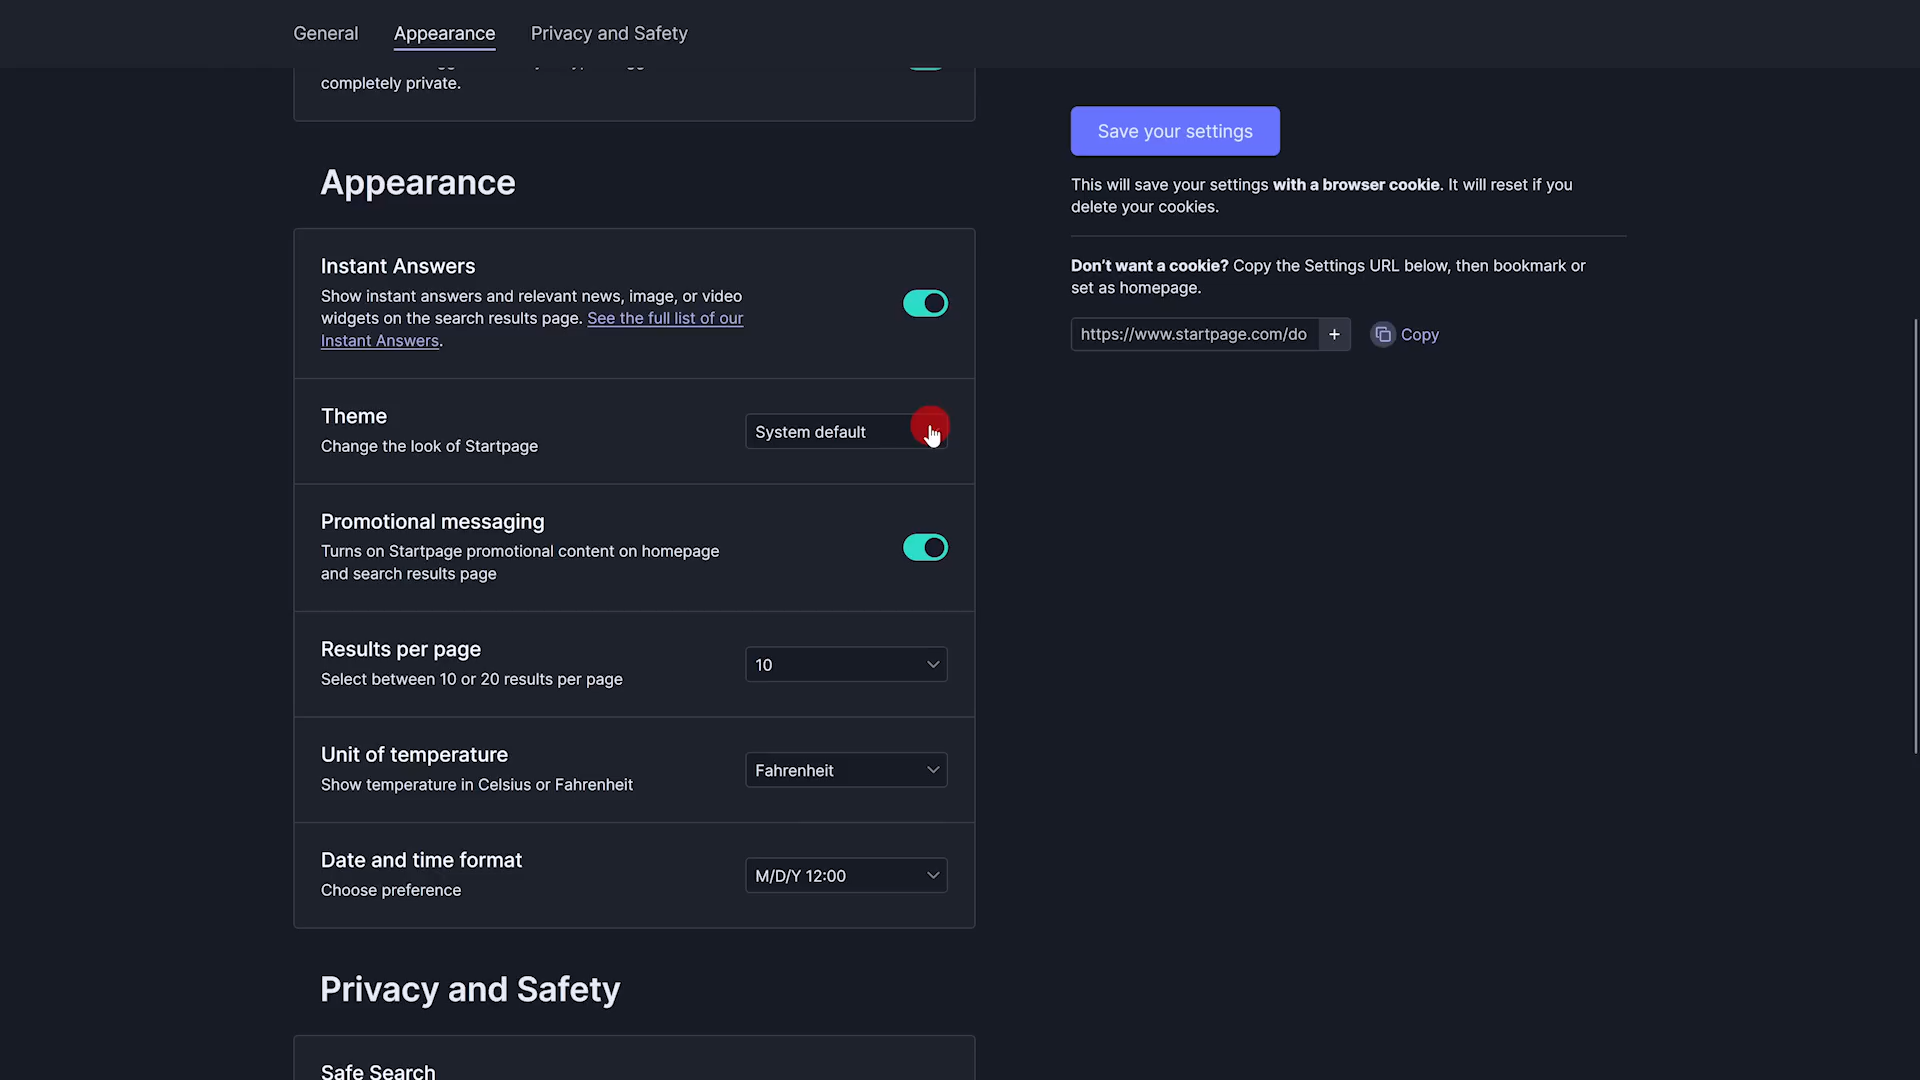 General
Appearance
Privacy and Safety
completely private.
Appearance
Instant Answers
Show instant answers and relevant news, image, or video
widgets on the search results page. See the full list of our
Instant Answers.
Theme
Change the look of Startpage
System default
Promotional messaging
Turns on Startpage promotional content on homepage
and search results page
Results per page
Select between 10 or 20 results per page
10
Unit of temperature
Show temperature in Celsius or Fahrenheit
Fahrenheit
Date and time format
Choose preference
M/D/Y 12:00
Privacy and Safety
Safe Search
Save your settings
This will save your settings with a browser cookie. It will reset if you
delete your cookies.
Don't want a cookie? Copy the Settings URL below, then bookmark or
set as homepage.
https://www.startpage.com/do
+
Copy